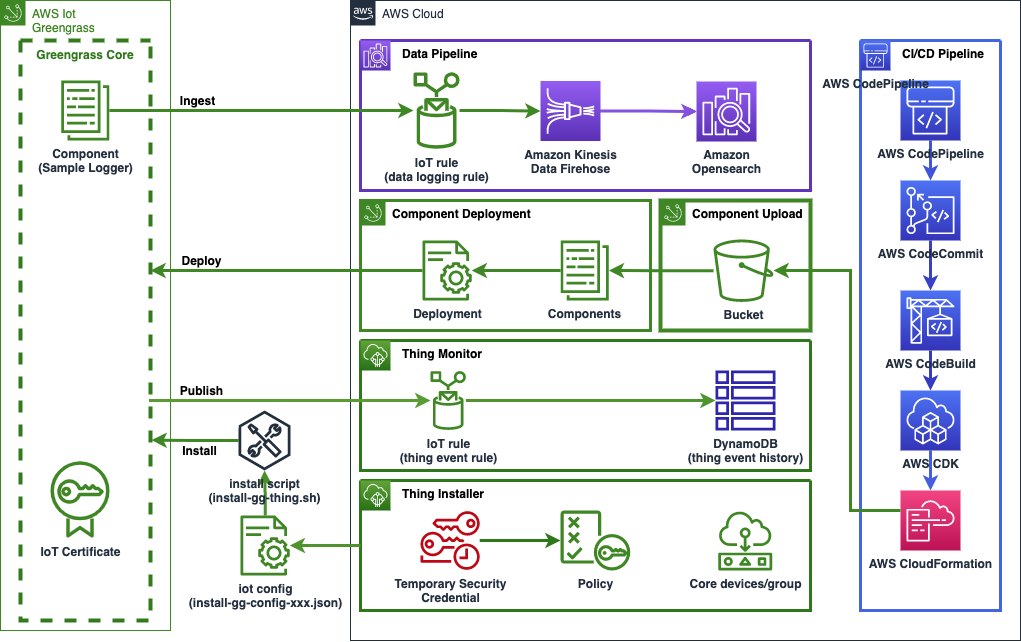 AWS Iot
Greengrass
Greengrass Core
Component
(Sample Logger)
IoT Certificate
Ingest
Deploy
Publish
Install
install script
(install-gg-thing.sh)
iot config
(install-gg-config-xxx.json)
aws
AWS Cloud
Data Pipeline
IoT rule
(data logging rule)
Amazon Kinesis
Data Firehose
Amazon
Opensearch
Component Deployment
Deployment
Components
Component Upload
Bucket
Thing Monitor
IoT rule
(thing event rule)
DynamoDB
(thing event history)
Thing Installer
Temporary Security
Credential
Policy
Core devices/group
CI/CD Pipeline
AWS CodePipeline
AWS CodePipeline
AWS CodeCommit
AWS CodeBuild
AWS CDK
AWS CloudFormation